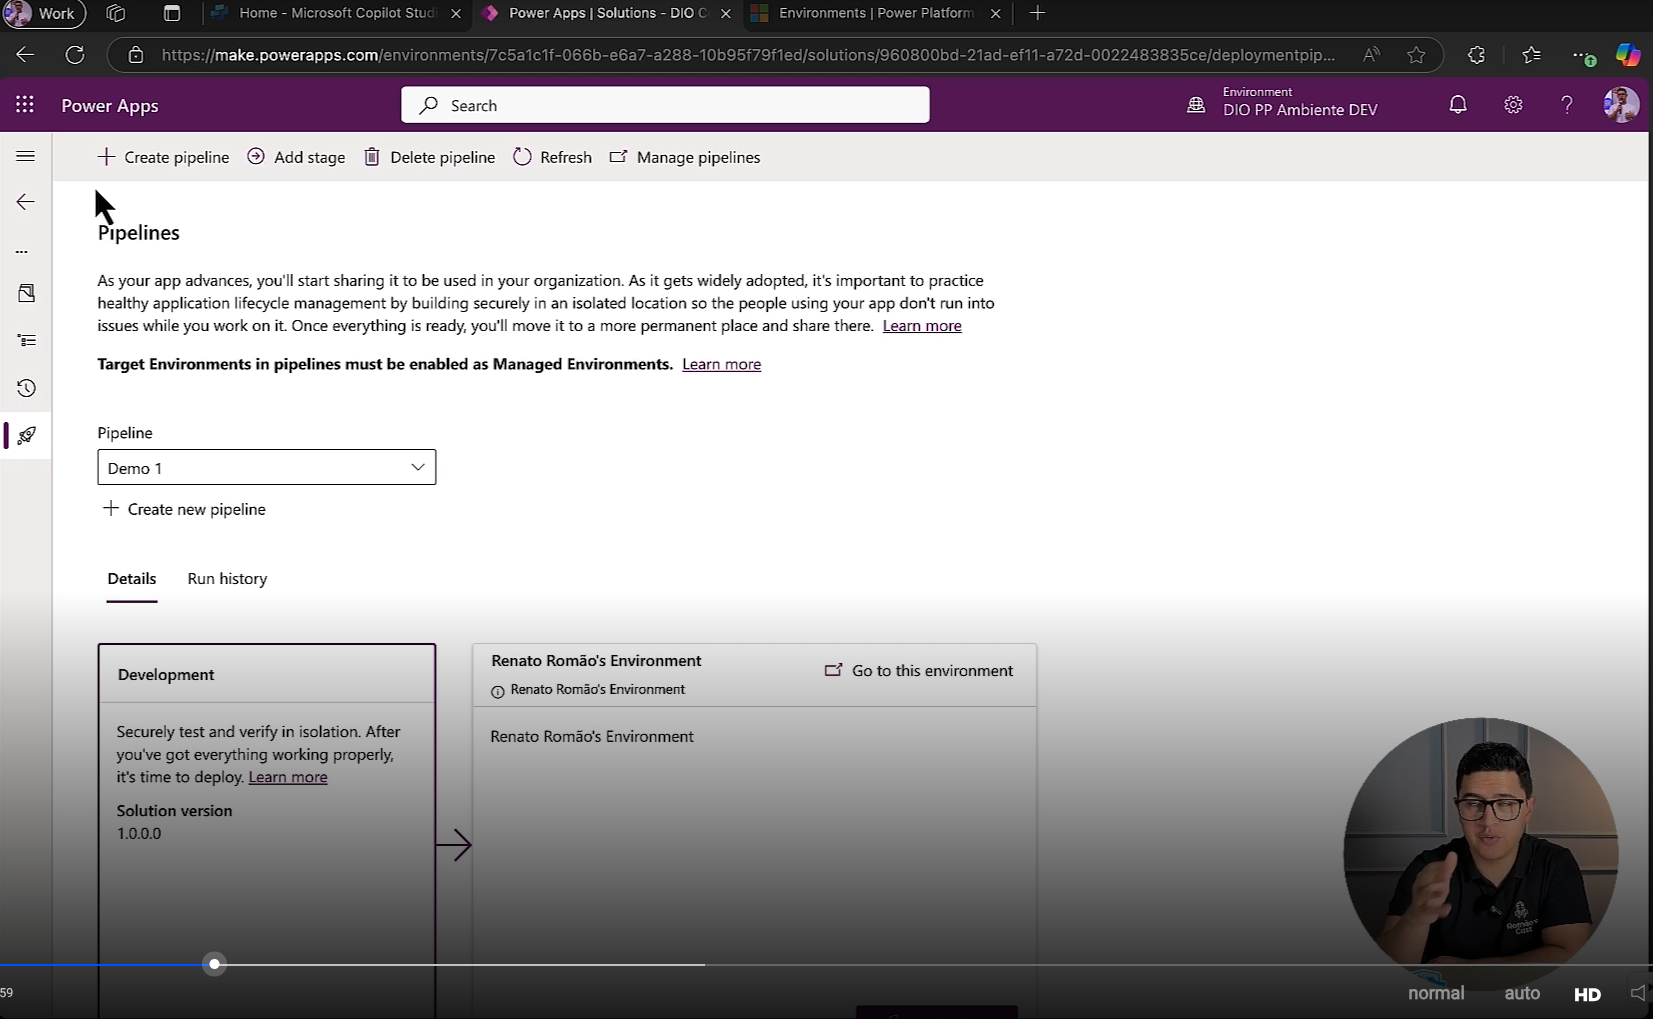 Work
Home - Microsoft Copilot Studi
Power Apps | Solutions - DIO C
Environments | Power Platform
https://make.powerapps.com/environments/7c5a1c1f-066b-e6a7-a288-10b95f79f1ed/solutions/960800bd-21ad-ef11-a72d-0022483835ce/deploymentpip...
Power Apps
Search
Environment
DIO PP Ambiente DEV
Create pipeline
Add stage
Delete pipeline
Refresh
Manage pipelines
Pipelines
As your app advances, you'll start sharing it to be used in your organization. As it gets widely adopted, it's important to practice
healthy application lifecycle management by building securely in an isolated location so the people using your app don't run into
issues while you work on it. Once everything is ready, you'll move it to a more permanent place and share there. Learn more
Target Environments in pipelines must be enabled as Managed Environments. Learn more
Pipeline
Demo 1
Create new pipeline
Details
Run history
Development
Securely test and verify in isolation. After
you've got everything working properly,
it's time to deploy. Learn more
Solution version
1.0.0.0
Renato Romão's Environment
Renato Romão's Environment
Go to this environment
Renato Romão's Environment
Romão's
Cast
59
normal
auto
HD